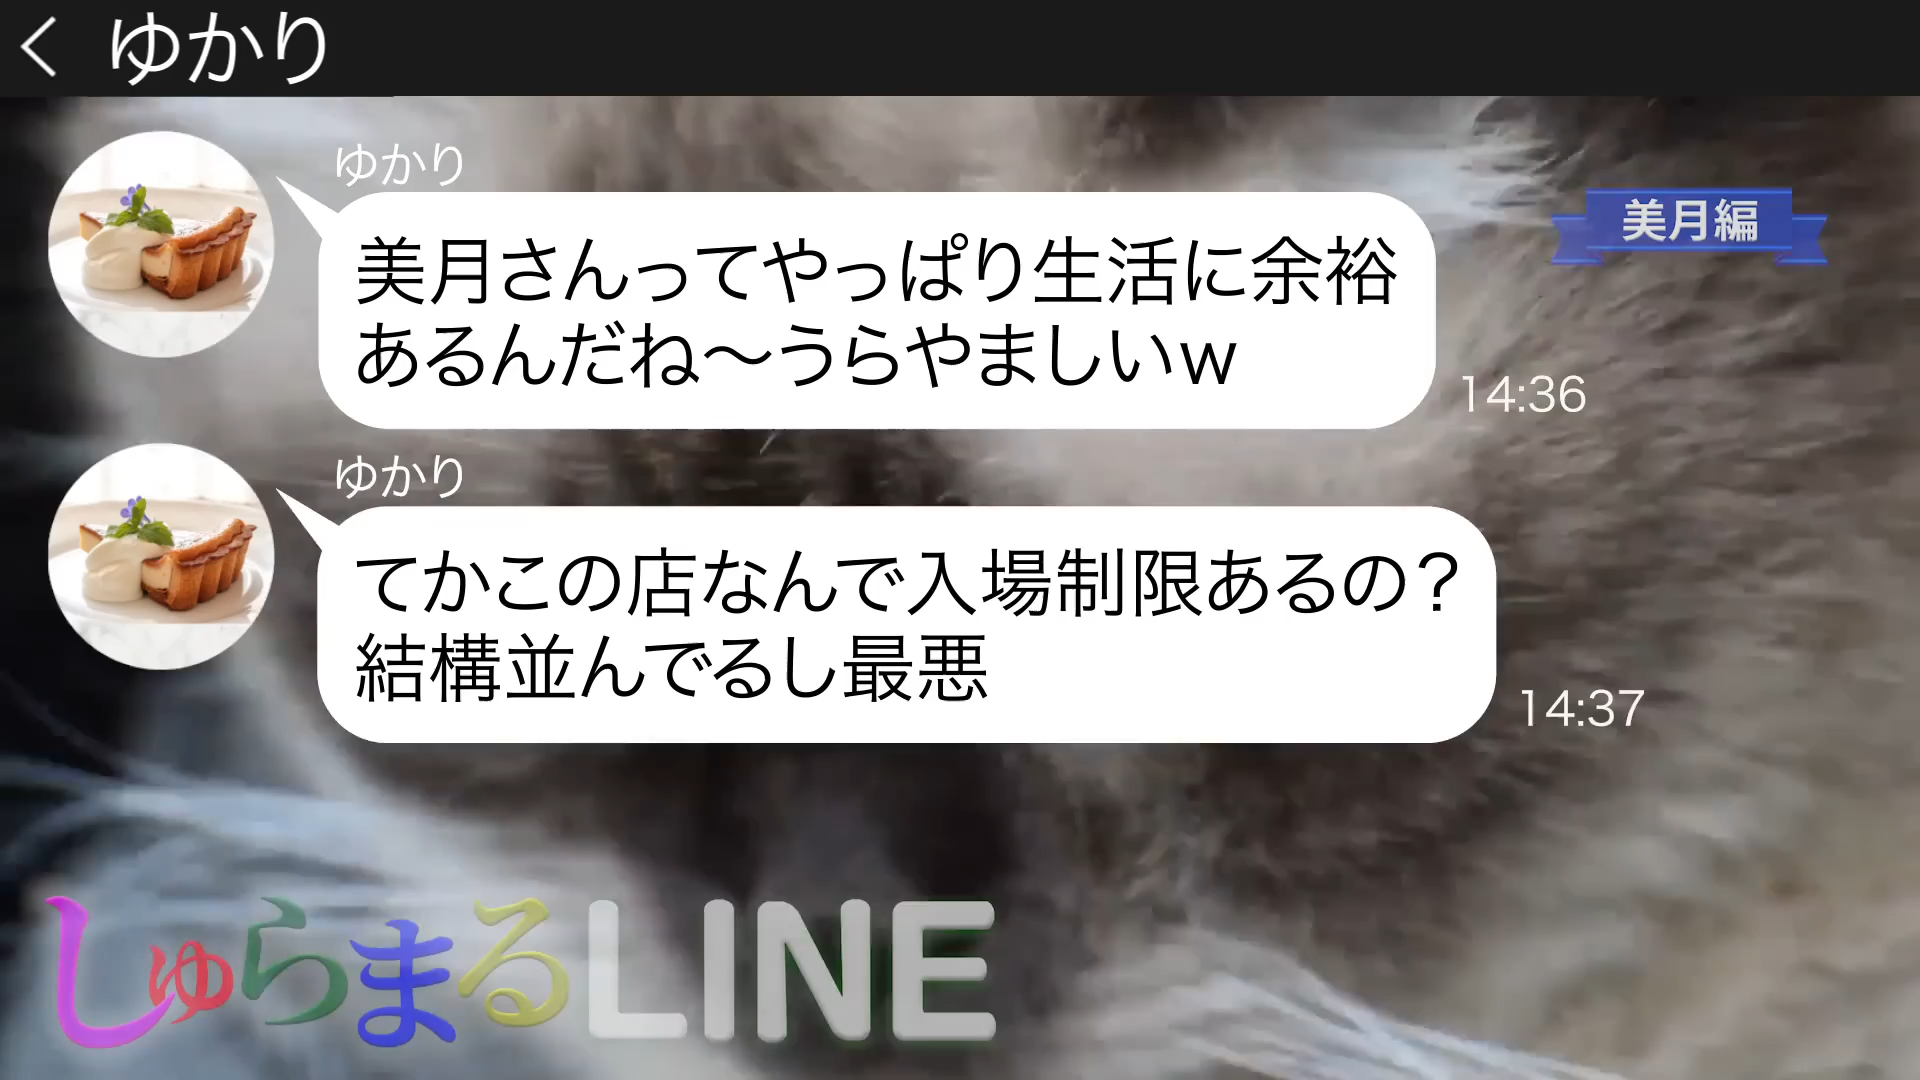 ゆかり
ゆかり
美月編
美月さんってやっぱり生活に余裕
あるんだね〜うらやましいw
14:36
ゆかり
てかこの店なんで入場制限あるの？
結構並んでるし最悪
14:37
しゅらまるLINE